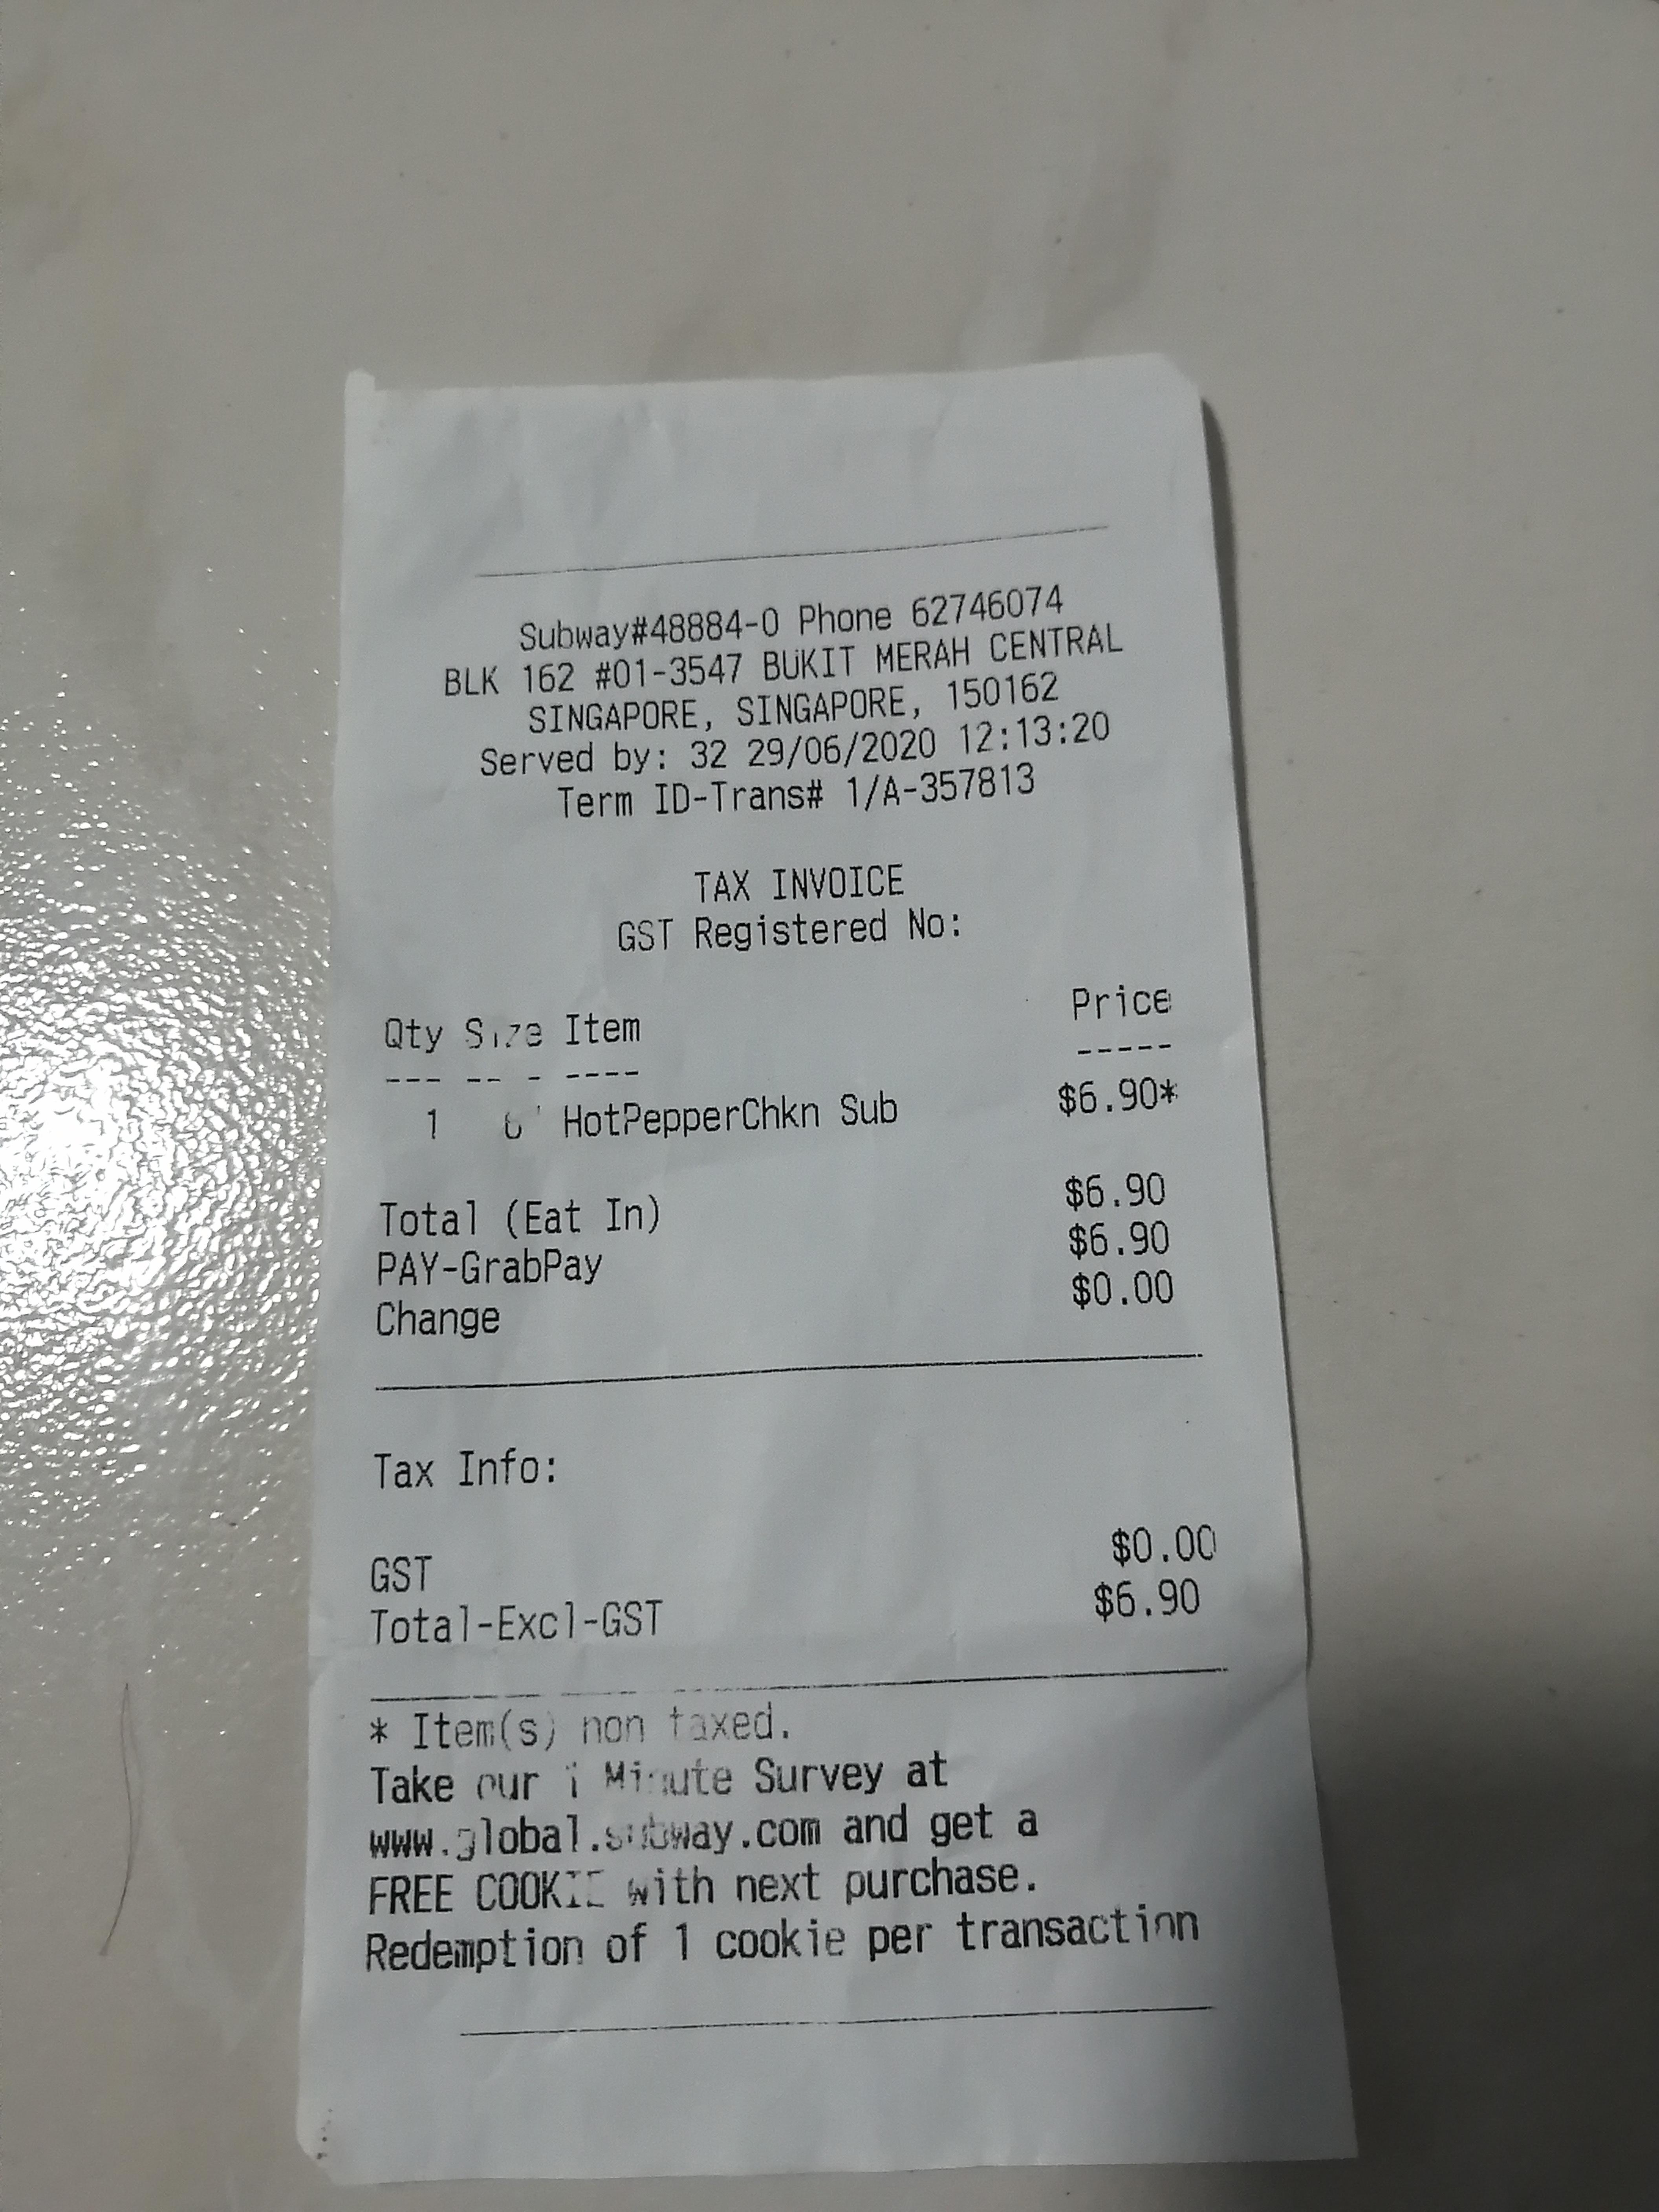 Subway#48884-0 Phone 62746074
BLK 162 #01-3547 BUKIT MERAH CENTRAL
SINGAPORE, SINGAPORE, 150162
Served by: 32 29/06/2020 12:13:20
Term ID-Trans# 1/A-357813
TAX INVOICE
GST Registered No:
Qty Size Item Price
--- -- - ---- -----
1 HotPepperChkn Sub $6.90*
Total (Eat In) $6.90
PAY-GrabPay $6.90
Change $0.00
Tax Info:
GST $0.00
Total-Excl-GST $6.90
* Item(s) non taxed.
Take our 1 Minute Survey at
www.global.subway.com and get a
FREE COOKIE with next purchase.
Redemption of 1 cookie per transaction